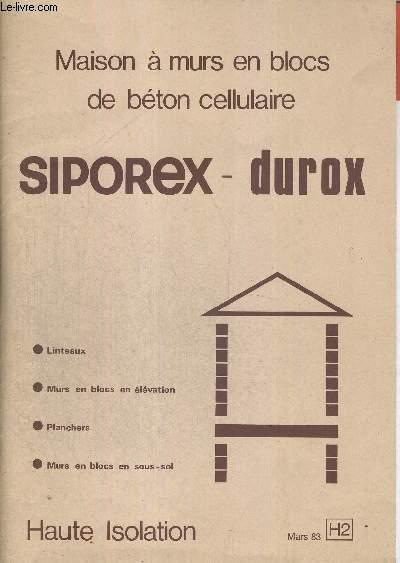 Le-livre.com
Maison à murs en blocs
de béton cellulaire
SIPOREX - durox
Linteaux
Murs en blocs en élévation
Planchers
Murs en blocs en sous-sol
Haute Isolation
Mars 83 H2